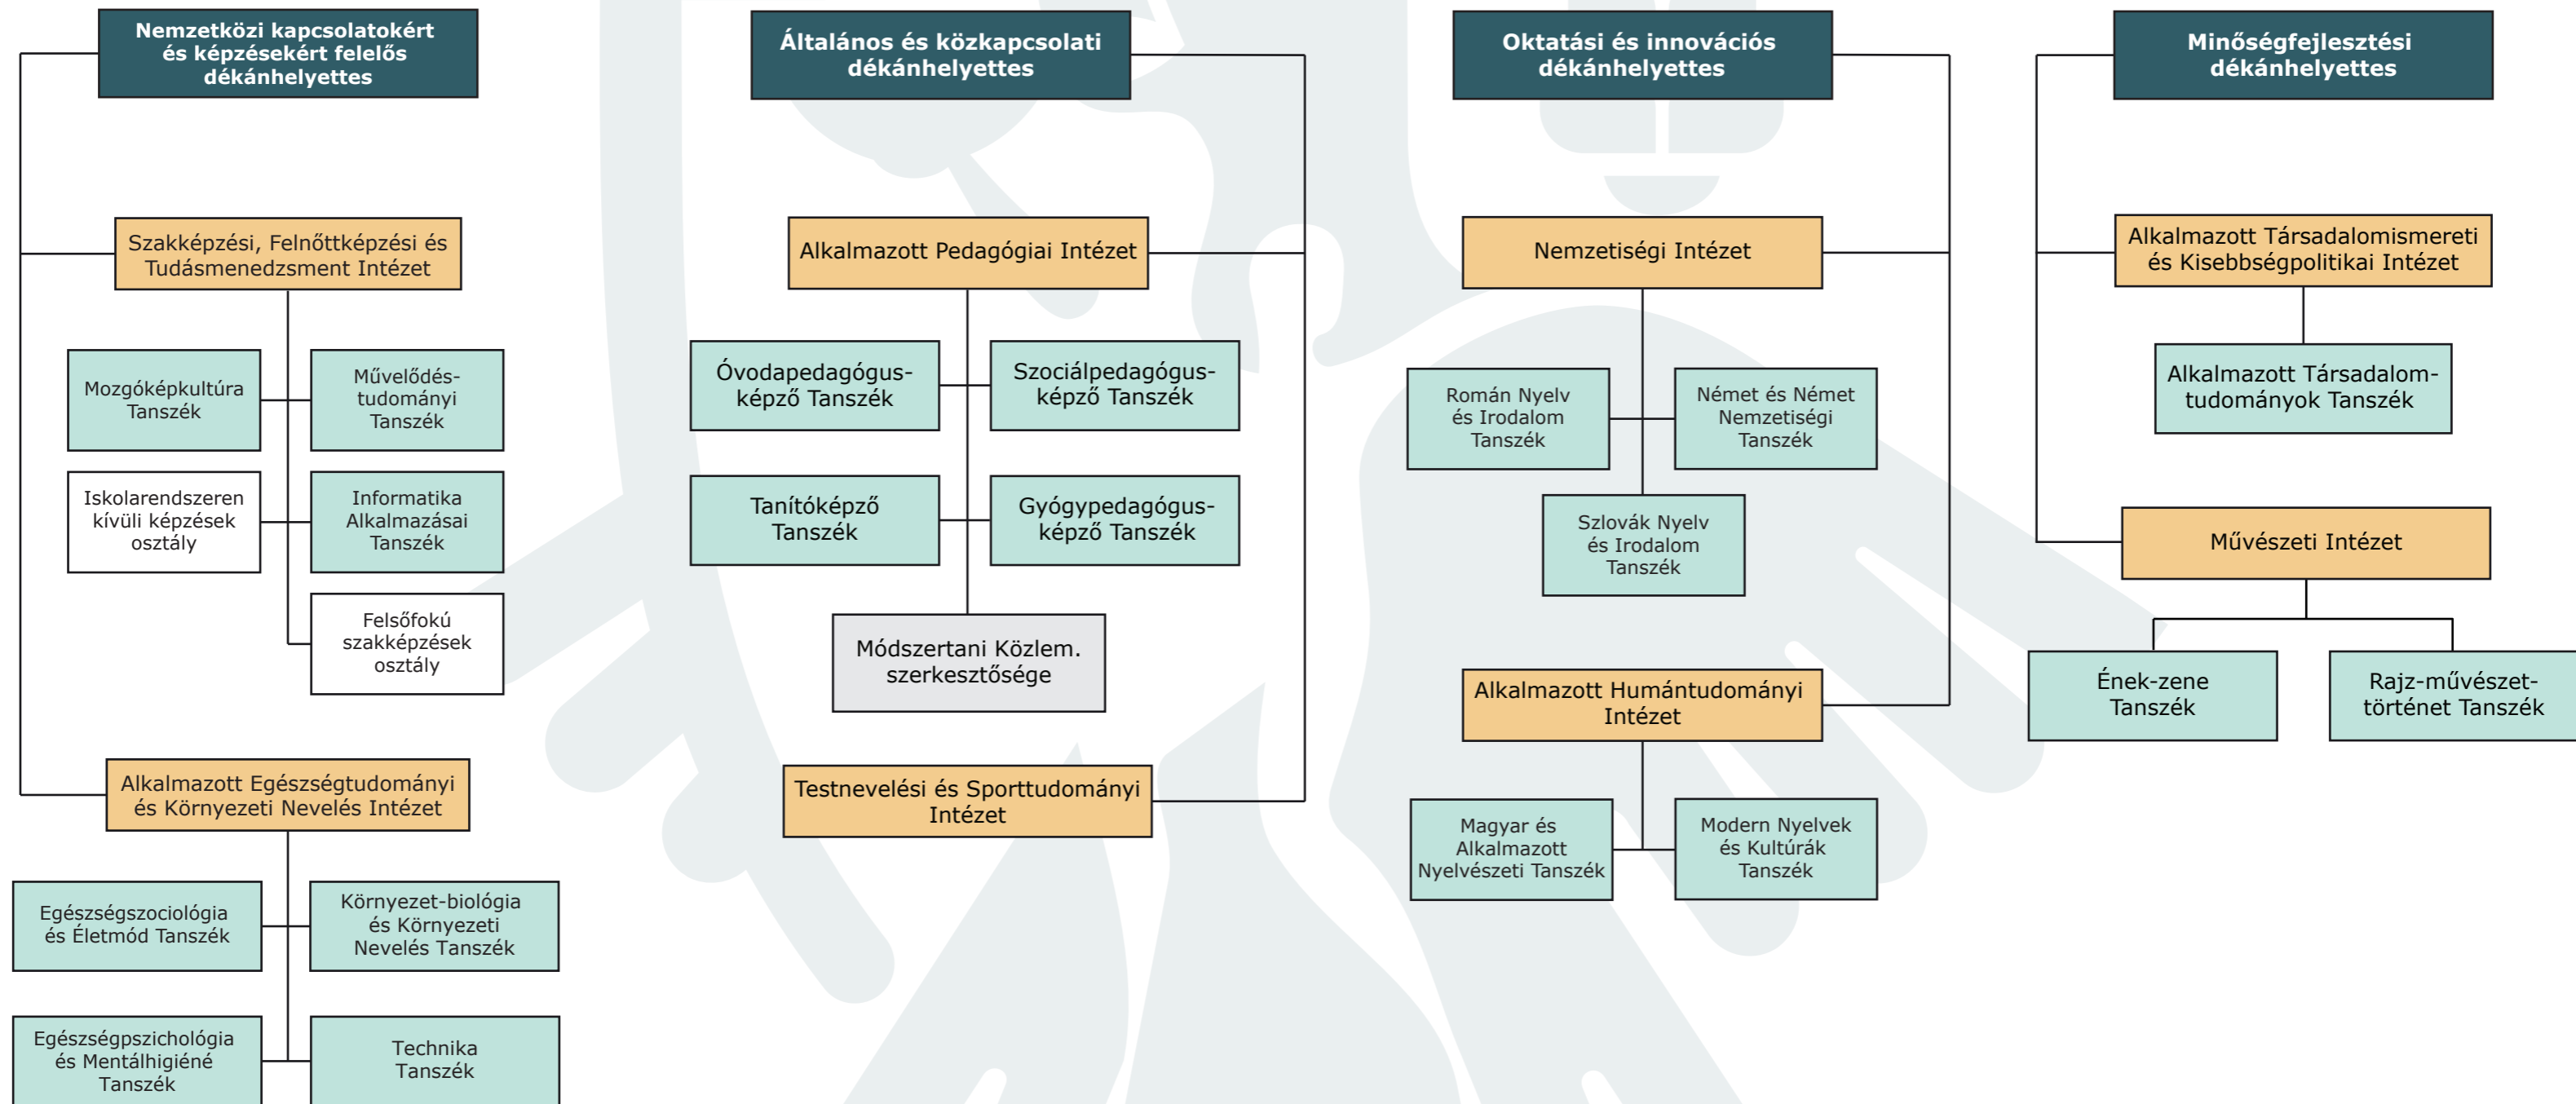 Nemzetközi kapcsolatokért
és képzésekért felelős
dékánhelyettes
Szakképzési, Felnőttképzési és
Tudásmenedzsment Intézet
Mozgóképkultúra
Tanszék
Művelődés-
tudományi
Tanszék
Iskolarendszeren
kívüli képzések
osztály
Informatika
Alkalmazásai
Tanszék
Felsőfokú
szakképzések
osztály
Alkalmazott Egészségtudományi
és Környezeti Nevelés Intézet
Egészségszociológia
és Életmód Tanszék
Környezet-biológia
és Környezeti
Nevelés Tanszék
Egészségpszichológia
és Mentálhigiéné
Tanszék
Technika
Tanszék
Általános és közkapcsolati
dékánhelyettes
Alkalmazott Pedagógiai Intézet
Óvodapedagógus-
képző Tanszék
Szociálpedagógus-
képző Tanszék
Tanítóképző
Tanszék
Gyógypedagógus-
képző Tanszék
Módszertani Közlem.
szerkesztősége
Testnevelési és Sporttudományi
Intézet
Oktatási és innovációs
dékánhelyettes
Nemzetiségi Intézet
Román Nyelv
és Irodalom
Tanszék
Német és Német
Nemzetiségi
Tanszék
Szlovák Nyelv
és Irodalom
Tanszék
Alkalmazott Humántudományi
Intézet
Magyar és
Alkalmazott
Nyelvészeti Tanszék
Modern Nyelvek
és Kultúrák
Tanszék
Minőségfejlesztési
dékánhelyettes
Alkalmazott Társadalomismereti
és Kisebbségpolitikai Intézet
Alkalmazott Társadalom-
tudományok Tanszék
Művészeti Intézet
Ének-zene
Tanszék
Rajz-művészet-
történet Tanszék